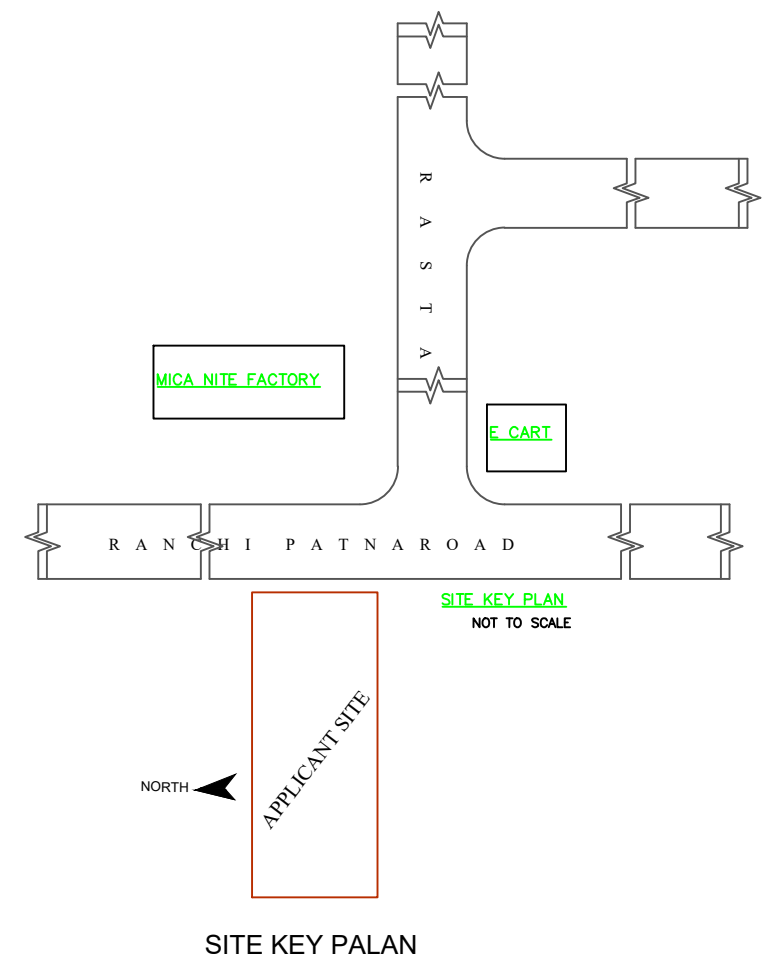 R A S T A
MICA NITE FACTORY
E CART
R A N C H I P A T N A R O A D
SITE KEY PLAN
NOT TO SCALE
APPLICANT SITE
NORTH
SITE KEY PALAN